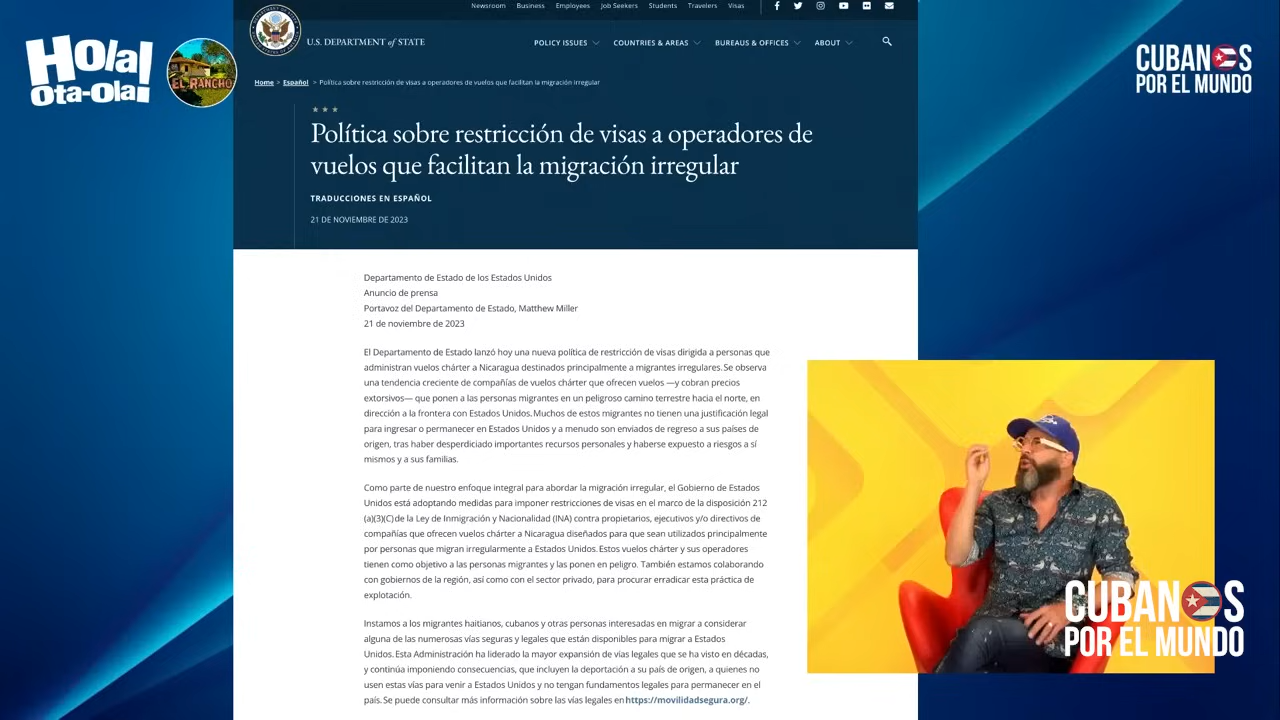 Newsroom Business Employees Job Seekers Students Travelers Visas
Hola!
Ota-Ola!
EL RANCHO
U.S. DEPARTMENT of STATE
POLICY ISSUES COUNTRIES & AREAS BUREAUS & OFFICES ABOUT
CUBANOS
POR EL MUNDO
Home > Español > Política sobre restricción de visas a operadores de vuelos que facilitan la migración irregular
Política sobre restricción de visas a operadores de
vuelos que facilitan la migración irregular
TRADUCCIONES EN ESPAÑOL
21 DE NOVIEMBRE DE 2023
Departamento de Estado de los Estados Unidos
Anuncio de prensa
Portavoz del Departamento de Estado, Matthew Miller
21 de noviembre de 2023
El Departamento de Estado lanzó hoy una nueva política de restricción de visas dirigida a personas que
administran vuelos chárter a Nicaragua destinados principalmente a migrantes irregulares. Se observa
una tendencia creciente de compañías de vuelos chárter que ofrecen vuelos —y cobran precios
extorsivos— que ponen a las personas migrantes en un peligroso camino terrestre hacia el norte, en
dirección a la frontera con Estados Unidos. Muchos de estos migrantes no tienen una justificación legal
para ingresar o permanecer en Estados Unidos y a menudo son enviados de regreso a sus países de
origen, tras haber desperdiciado importantes recursos personales y haberse expuesto a riesgos a sí
mismos y a sus familias.
Como parte de nuestro enfoque integral para abordar la migración irregular, el Gobierno de Estados
Unidos está adoptando medidas para imponer restricciones de visas en el marco de la disposición 212
(a)(3)(C) de la Ley de Inmigración y Nacionalidad (INA) contra propietarios, ejecutivos y/o directivos de
compañías que ofrecen vuelos chárter a Nicaragua diseñados para que sean utilizados principalmente
por personas que migran irregularmente a Estados Unidos. Estos vuelos chárter y sus operadores
tienen como objetivo a las personas migrantes y las ponen en peligro. También estamos colaborando
con gobiernos de la región, así como con el sector privado, para procurar erradicar esta práctica de
explotación.
Instamos a los migrantes haitianos, cubanos y otras personas interesadas en migrar a considerar
alguna de las numerosas vías seguras y legales que están disponibles para migrar a Estados
Unidos. Esta Administración ha liderado la mayor expansión de vías legales que se ha visto en décadas,
y continúa imponiendo consecuencias, que incluyen la deportación a su país de origen, a quienes no
usen estas vías para venir a Estados Unidos y no tengan fundamentos legales para permanecer en el
país. Se puede consultar más información sobre las vías legales en https://movilidadsegura.org/.
CUBANOS
POR EL MUNDO